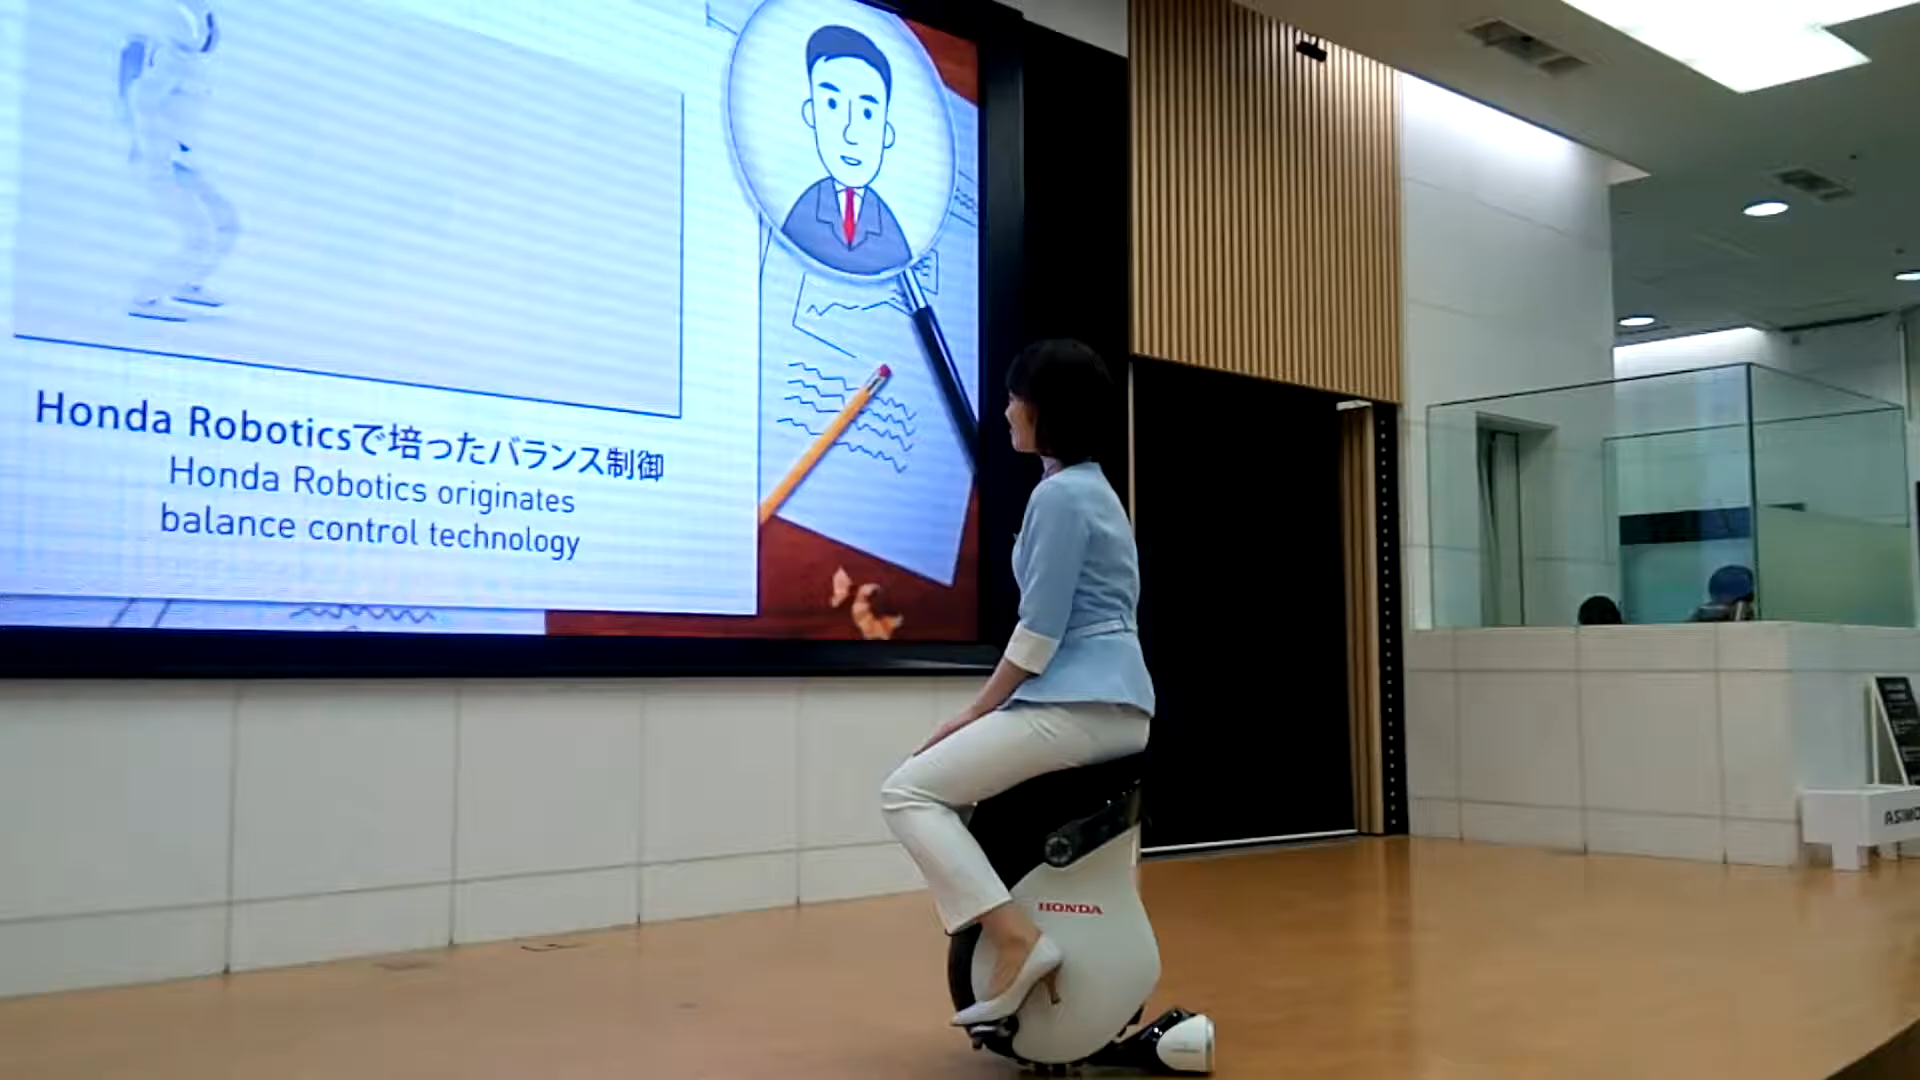 Honda Roboticsで培ったバランス制御
Honda Robotics originates
balance control technology
HONDA